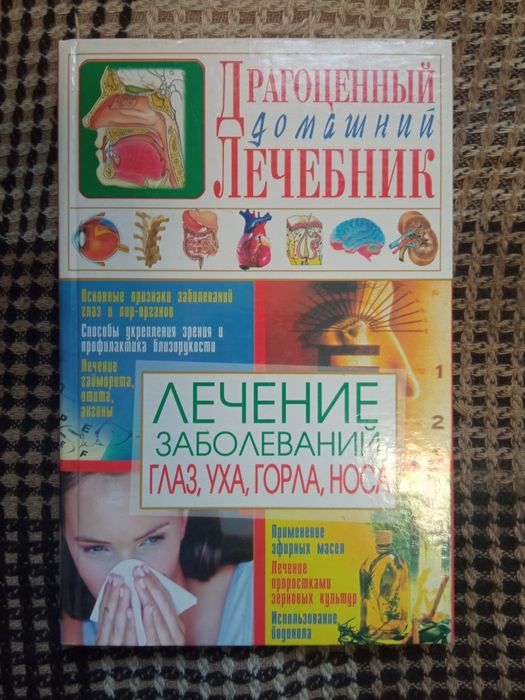 Драгоценный
домашний
Лечебник
Основные признаки заболеваний
глаз и лор-органов
Способы укрепления зрения и
профилактика близорукости
Лечение
гайморита,
отита,
ангины
ЛЕЧЕНИЕ
ЗАБОЛЕВАНИЙ
ГЛАЗ, УХА, ГОРЛА, НОСА
1
2
Применение
эфирных масел
Лечение
проростками
зерновых культур
Использование
йодинола